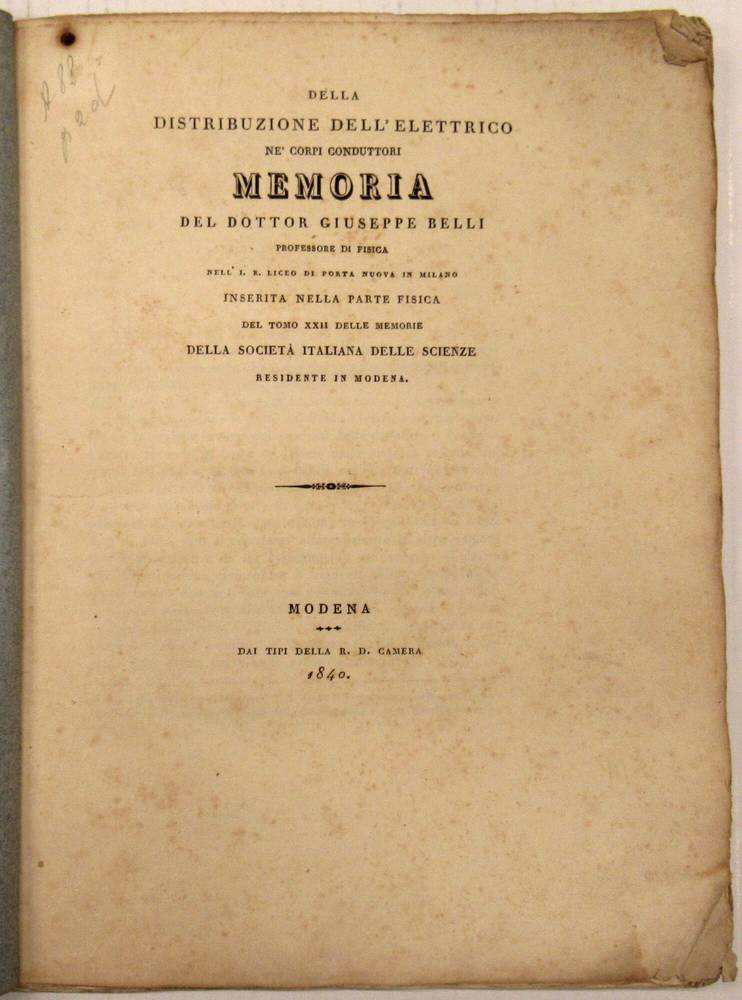 DELLA
DISTRIBUZIONE DELL' ELETTRICO
NE' CORPI CONDUTTORI
MEMORIA
DEL DOTTOR GIUSEPPE BELLI
PROFESSORE DI FISICA
NELL' I. R. LICEO DI PORTA NUOVA IN MILANO
INSERITA NELLA PARTE FISICA
DEL TOMO XXII DELLE MEMORIE
DELLA SOCIETÀ ITALIANA DELLE SCIENZE
RESIDENTE IN MODENA.
MODENA
DAI TIPI DELLA R. D. CAMERA
1840.